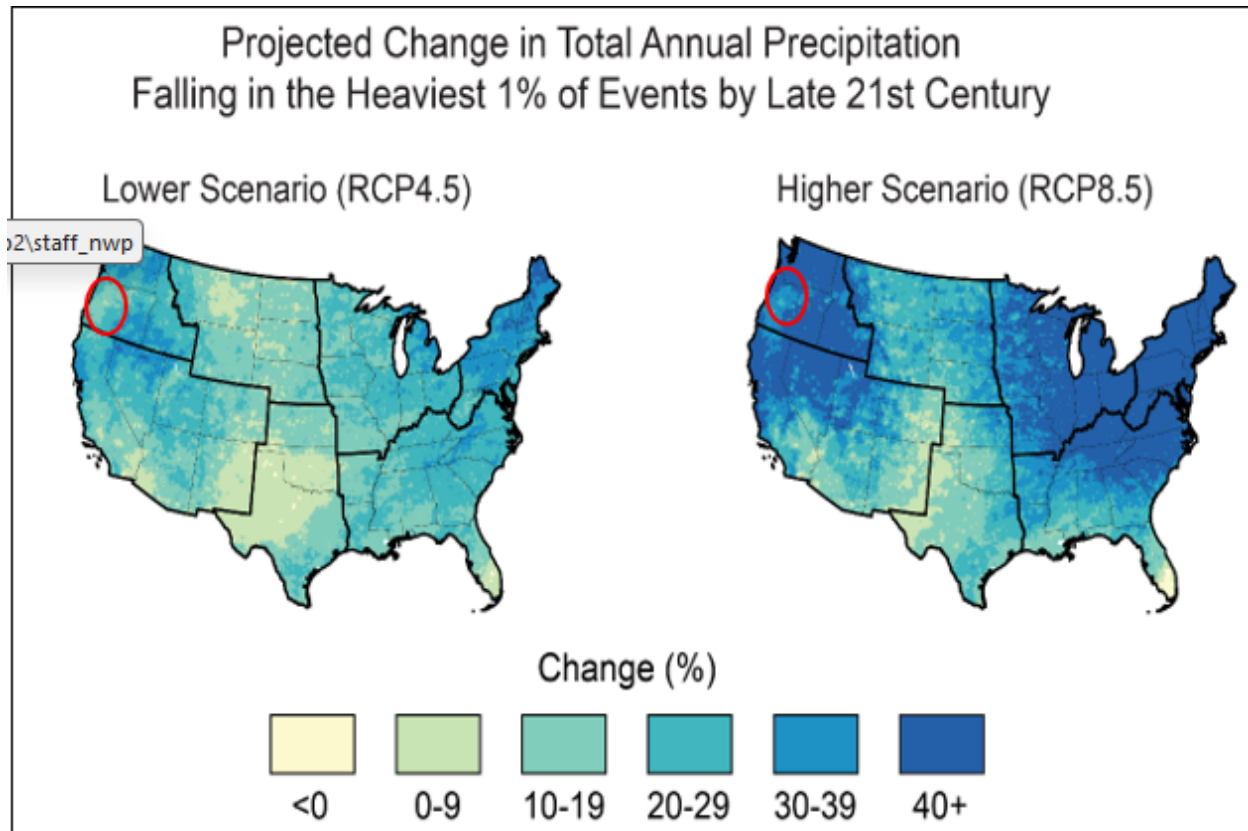 Projected Change in Total Annual Precipitation
Falling in the Heaviest 1% of Events by Late 21st Century
Lower Scenario (RCP4.5)
Higher Scenario (RCP8.5)
2\staff_nwp
Change (%)
<0
0-9
10-19
20-29
30-39
40+